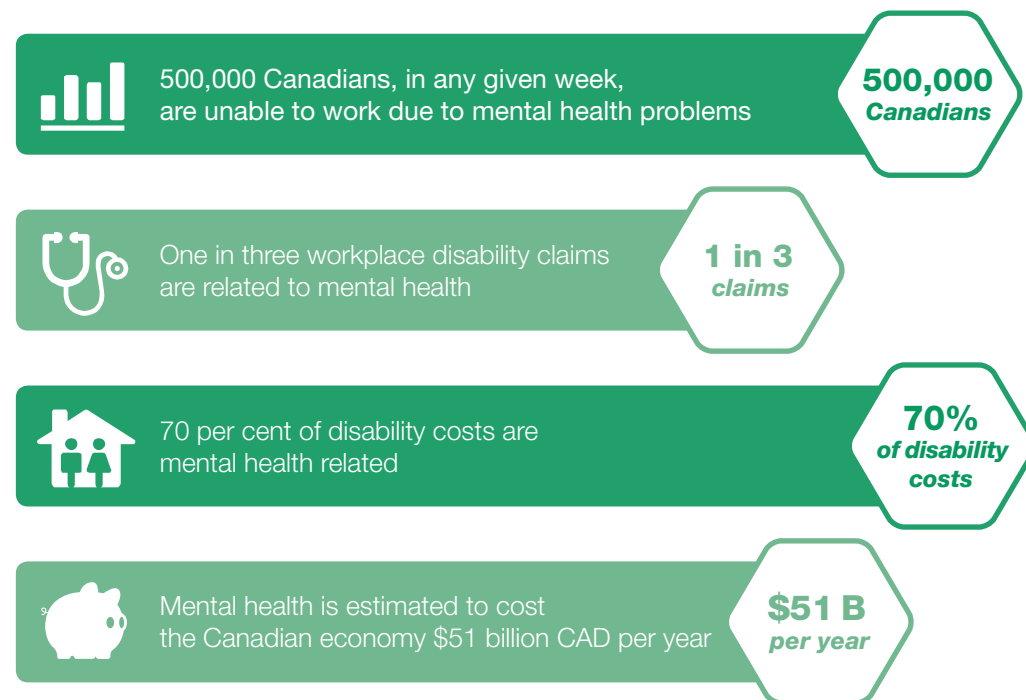 500,000 Canadians, in any given week,
are unable to work due to mental health problems
500,000
Canadians
One in three workplace disability claims
are related to mental health
1 in 3
claims
70 per cent of disability costs are
mental health related
70%
of disability
costs
Mental health is estimated to cost
the Canadian economy $51 billion CAD per year
$51 B
per year